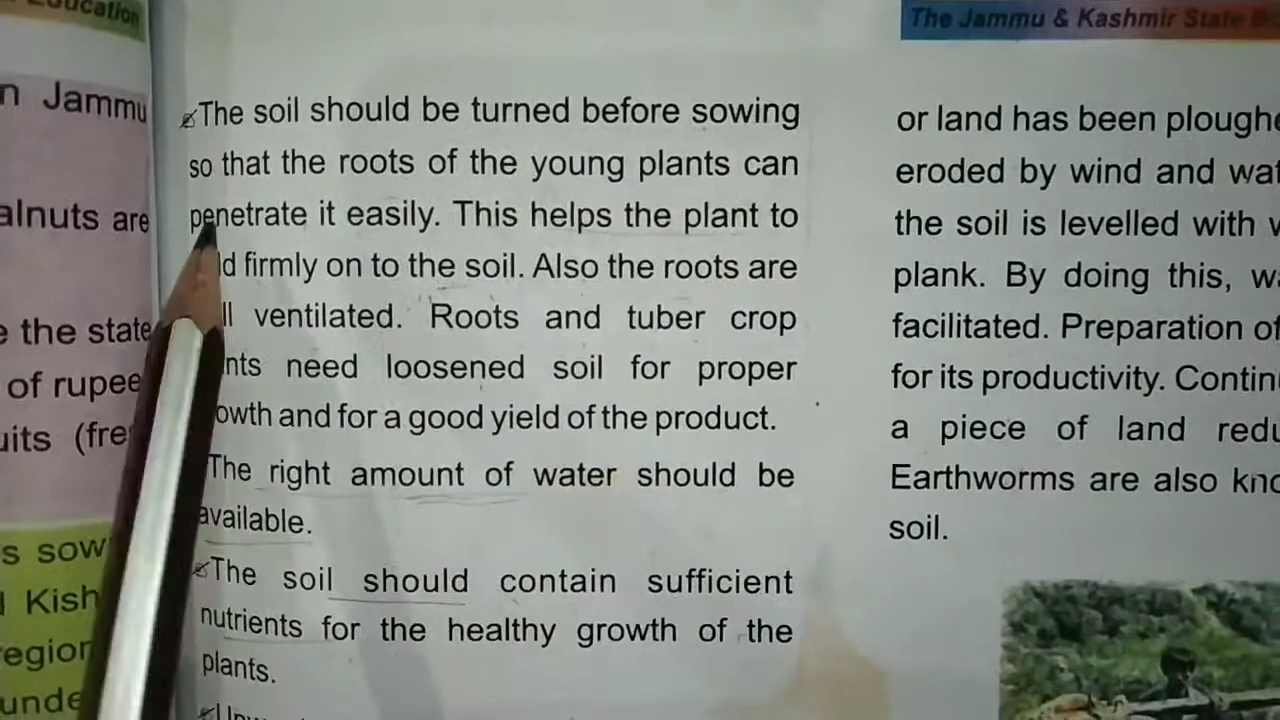 Education
n Jammu
alnuts are
e the state
of rupee
uits (fre
s sow
Kish
region
unde
The soil should be turned before sowing
so that the roots of the young plants can
penetrate it easily. This helps the plant to
ld firmly on to the soil. Also the roots are
ll ventilated. Roots and tuber crop
nts need loosened soil for proper
owth and for a good yield of the product.
The right amount of water should be
available.
The soil should contain sufficient
nutrients for the healthy growth of the
plants.
The Jammu & Kashmir State
or land has been ploughe
eroded by wind and wat
the soil is levelled with
plank. By doing this, wa
facilitated. Preparation of
for its productivity. Contin
a piece of land redu
Earthworms are also kno
soil.